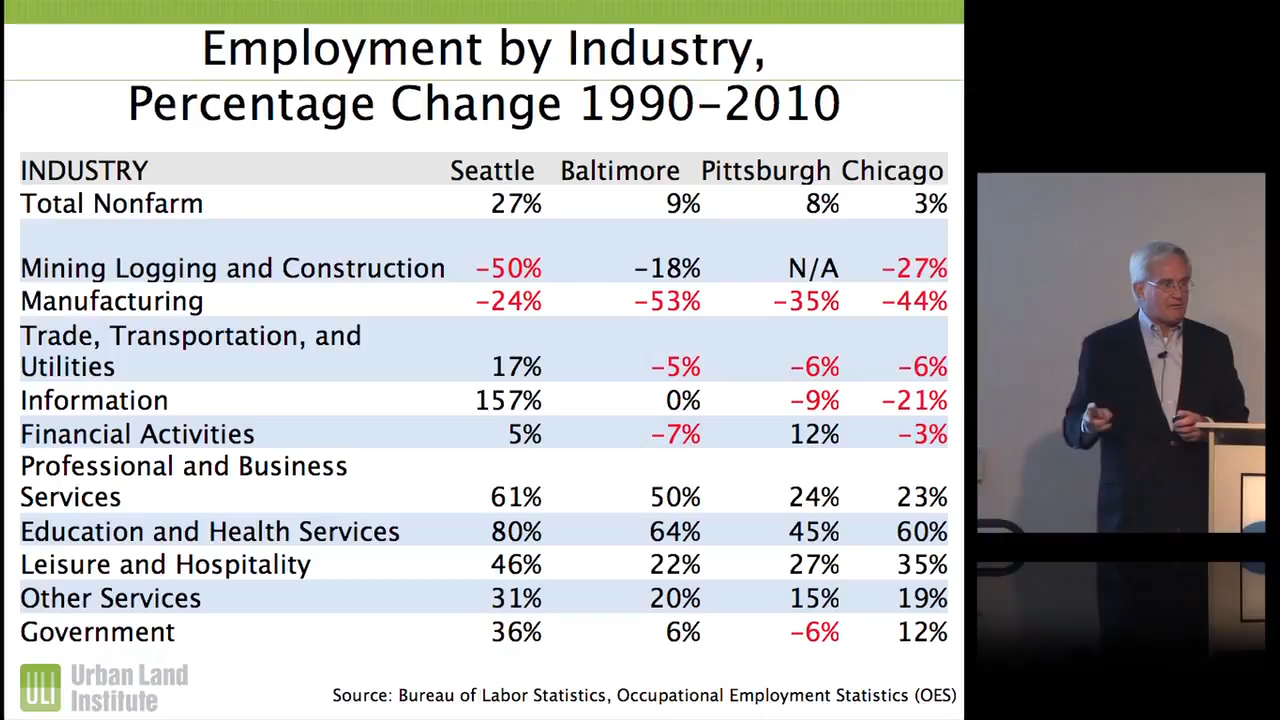 Employment by Industry,
Percentage Change 1990-2010
INDUSTRY Seattle Baltimore Pittsburgh Chicago
Total Nonfarm 27% 9% 8% 3%
Mining Logging and Construction -50% -18% N/A -27%
Manufacturing -24% -53% -35% -44%
Trade, Transportation, and
Utilities 17% -5% -6% -6%
Information 157% 0% -9% -21%
Financial Activities 5% -7% 12% -3%
Professional and Business
Services 61% 50% 24% 23%
Education and Health Services 80% 64% 45% 60%
Leisure and Hospitality 46% 22% 27% 35%
Other Services 31% 20% 15% 19%
Government 36% 6% -6% 12%
ULI Urban Land
Institute
Source: Bureau of Labor Statistics, Occupational Employment Statistics (OES)